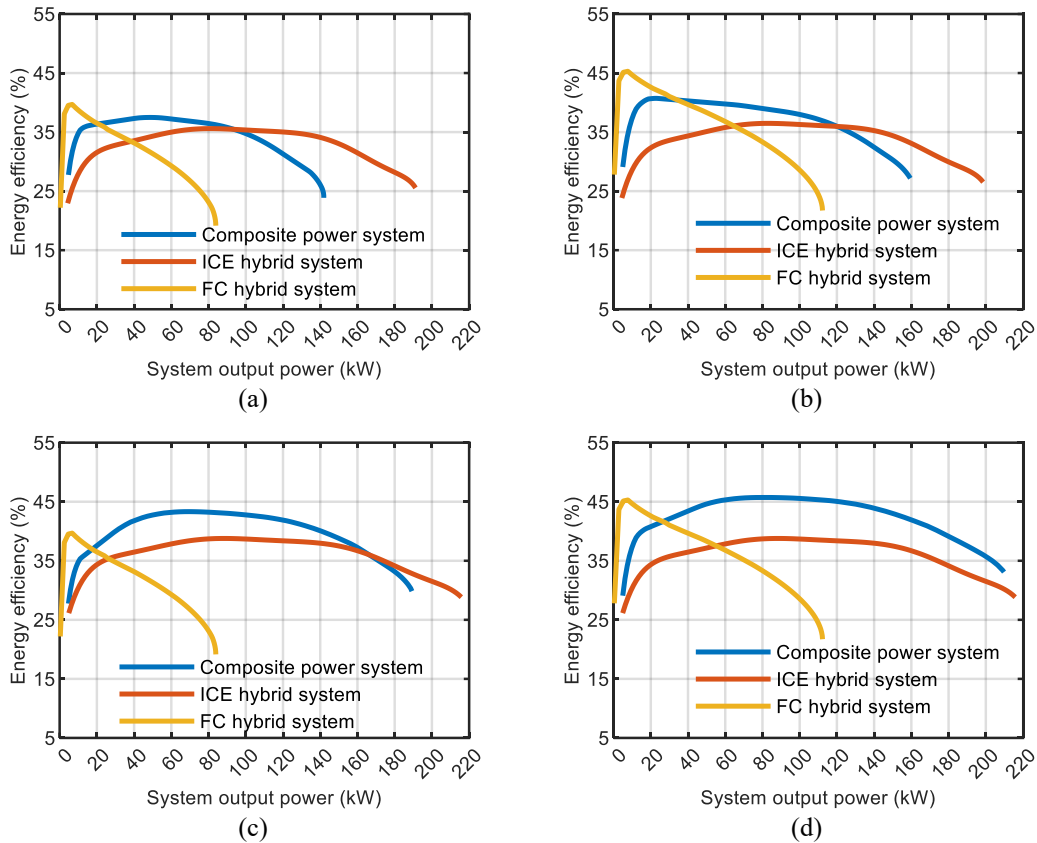 55
45
35
25
15
5
Energy efficiency (%)
Composite power system
ICE hybrid system
FC hybrid system
0 20 40 60 80 100 120 140 160 180 200 220
System output power (kW)
(a)
55
45
35
25
15
5
Energy efficiency (%)
Composite power system
ICE hybrid system
FC hybrid system
0 20 40 60 80 100 120 140 160 180 200 220
System output power (kW)
(b)
55
45
35
25
15
5
Energy efficiency (%)
Composite power system
ICE hybrid system
FC hybrid system
0 20 40 60 80 100 120 140 160 180 200 220
System output power (kW)
(c)
55
45
35
25
15
5
Energy efficiency (%)
Composite power system
ICE hybrid system
FC hybrid system
0 20 40 60 80 100 120 140 160 180 200 220
System output power (kW)
(d)